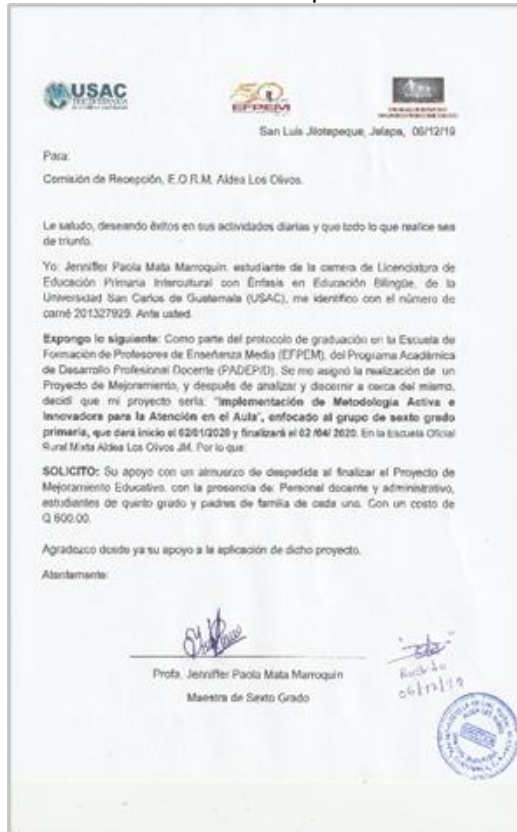 USAC
TRICENTENARIA
50
EFPEM
San Luis Jilotepeque, Jalapa, 06/12/19
Para:
Comisión de Recepción, E.O.R.M. Aldea Los Olivos.
Le saludo, deseando éxitos en sus actividades diarias y que todo lo que realice sea
de triunfo.
Yo: Jenniffer Paola Mata Marroquín, estudiante de la carrera de Licenciatura de
Educación Primaria Intercultural con Énfasis en Educación Bilingüe, de la
Universidad San Carlos de Guatemala (USAC), me identifico con el número de
carné 201327929. Ante usted.
Expongo lo siguiente: Como parte del protocolo de graduación en la Escuela de
Formación de Profesores de Enseñanza Media (EFPEM), del Programa Académica
de Desarrollo Profesional Docente (PADEP/D). Se me asignó la realización de un
Proyecto de Mejoramiento, y después de analizar y discernir a cerca del mismo,
decidí que mi proyecto sería: "Implementación de Metodología Activa e
Innovadora para la Atención en el Aula", enfocado al grupo de sexto grado
primaria, que dará inicio el 02/01/2020 y finalizará el 02 /04/ 2020. En la Escuela Oficial
Rural Mixta Aldea Los Olivos JM. Por lo que:
SOLICITO: Su apoyo con un almuerzo de despedida al finalizar el Proyecto de
Mejoramiento Educativo, con la presencia de: Personal docente y administrativo,
estudiantes de quinto grado y padres de familia de cada uno. Con un costo de
Q 600.00.
Agradezco desde ya su apoyo a la aplicación de dicho proyecto.
Atentamente:
Profa. Jenniffer Paola Mata Marroquín
Maestra de Sexto Grado
Recibido
06/12/19